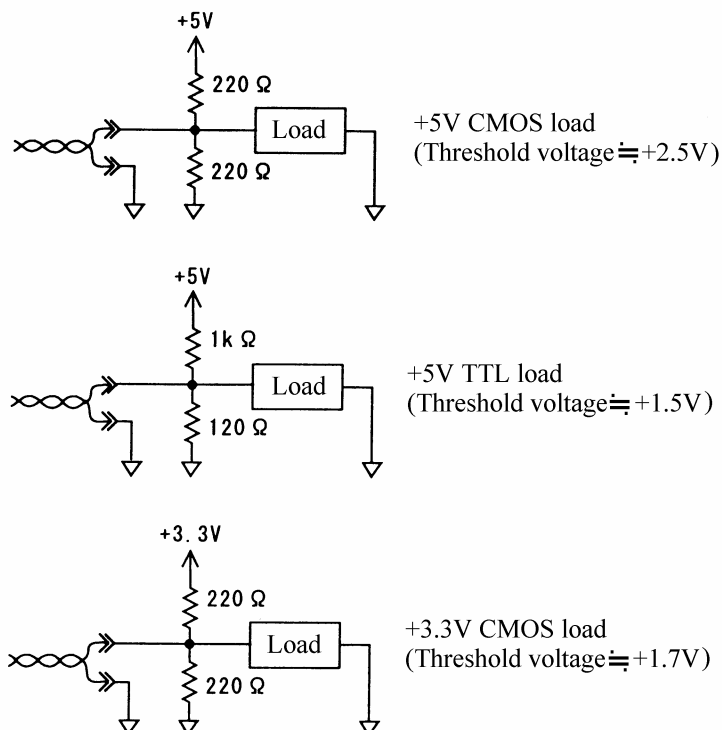 +5V
220 Ω
Load
220 Ω
+5V CMOS load
(Threshold voltage≒+2.5V)
+5V
1k Ω
Load
120 Ω
+5V TTL load
(Threshold voltage≒+1.5V)
+3.3V
220 Ω
Load
220 Ω
+3.3V CMOS load
(Threshold voltage≒+1.7V)